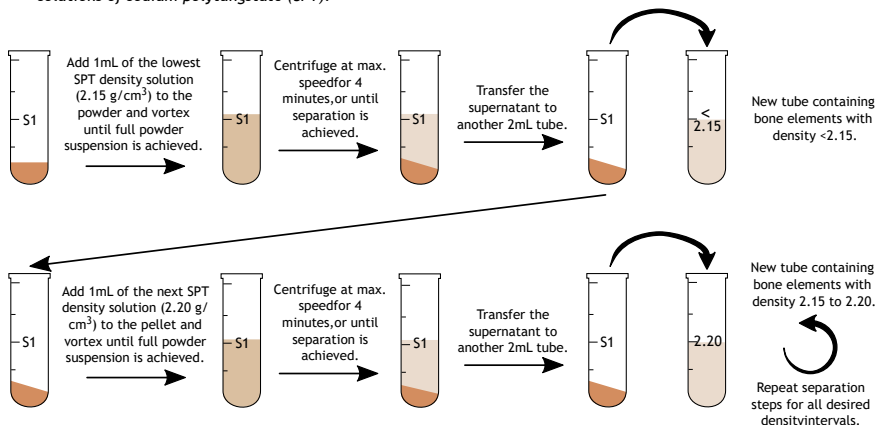 solutions of sodium polytungstate (SPT).
S1
Add 1mL of the lowest
SPT density solution
(2.15 g/cm³) to the
powder and vortex
until full powder
suspension is achieved.
S1
Centrifuge at max.
speedfor 4
minutes,or until
separation is
achieved.
S1
Transfer the
supernatant to
another 2mL tube.
S1
<
2.15
New tube containing
bone elements with
density <2.15.
S1
Add 1mL of the next SPT
density solution (2.20 g/
cm³) to the pellet and
vortex until full powder
suspension is achieved.
S1
Centrifuge at max.
speedfor 4
minutes,or until
separation is
achieved.
S1
Transfer the
supernatant to
another 2mL tube.
S1
2.20
New tube containing
bone elements with
density 2.15 to 2.20.
Repeat separation
steps for all desired
densityintervals.